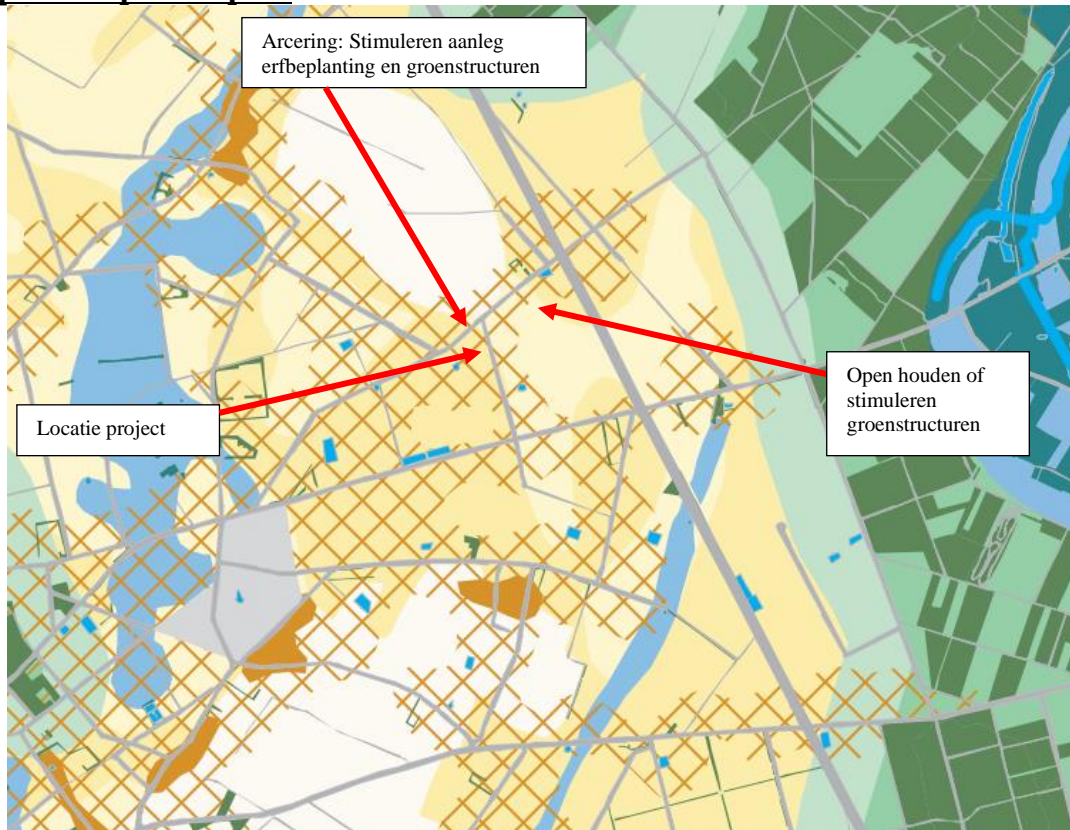 Arcering: Stimuleren aanleg
erfbeplanting en groenstructuren
Locatie project
Open houden of
stimuleren
groenstructuren